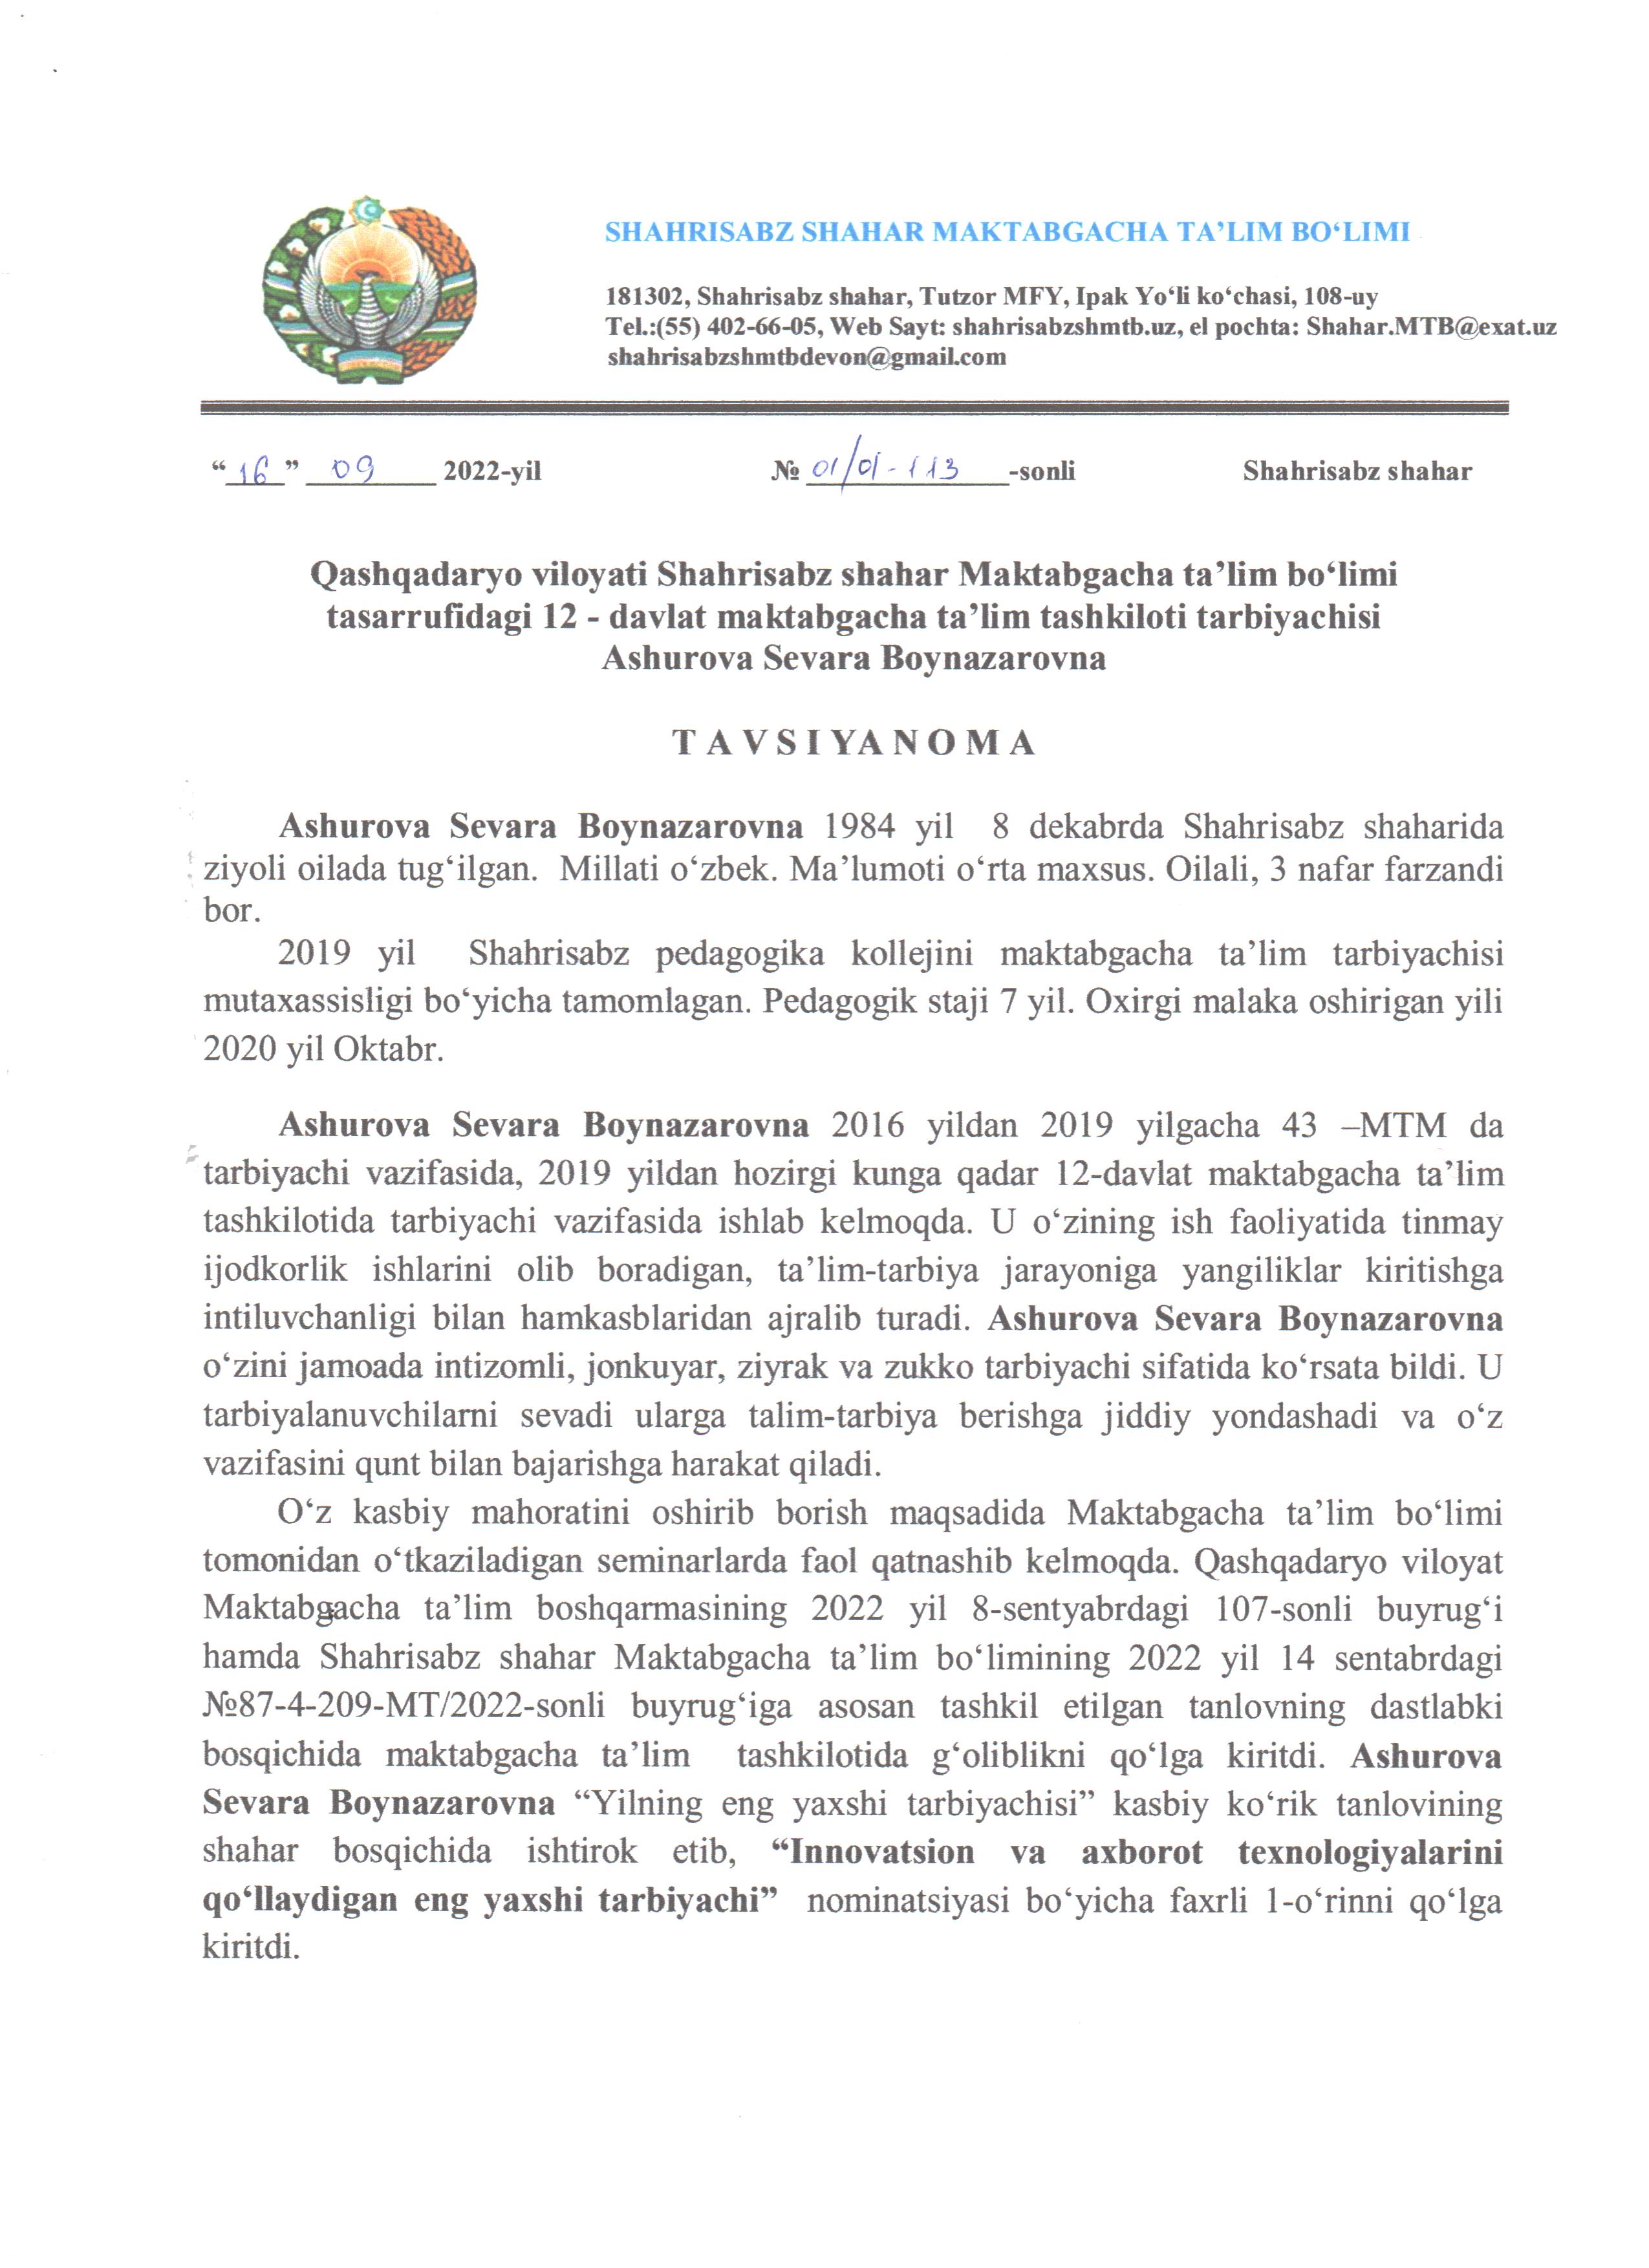 SHAHRISABZ SHAHAR MAKTABGACHA TA’LIM BO‘LIMI
181302, Shahrisabz shahar, Tutzor MFY, Ipak Yo‘li ko‘chasi, 108-uy
Tel.:(55) 402-66-05, Web Sayt: shahrisabzshmtb.uz, el pochta: Shahar.MTB@exat.uz
shahrisabzshmtbdevon@gmail.com
“ 16 ” 09 2022-yil № 01/01-113 -sonli Shahrisabz shahar
Qashqadaryo viloyati Shahrisabz shahar Maktabgacha ta’lim bo‘limi
tasarrufidagi 12 - davlat maktabgacha ta’lim tashkiloti tarbiyachisi
Ashurova Sevara Boynazarovna
T A V S I YA N O M A
Ashurova Sevara Boynazarovna 1984 yil 8 dekabrda Shahrisabz shaharida
ziyoli oilada tug‘ilgan. Millati o‘zbek. Ma’lumoti o‘rta maxsus. Oilali, 3 nafar farzandi
bor.
2019 yil Shahrisabz pedagogika kollejini maktabgacha ta’lim tarbiyachisi
mutaxassisligi bo‘yicha tamomlagan. Pedagogik staji 7 yil. Oxirgi malaka oshirigan yili
2020 yil Oktabr.
Ashurova Sevara Boynazarovna 2016 yildan 2019 yilgacha 43 –MTM da
tarbiyachi vazifasida, 2019 yildan hozirgi kunga qadar 12-davlat maktabgacha ta’lim
tashkilotida tarbiyachi vazifasida ishlab kelmoqda. U o‘zining ish faoliyatida tinmay
ijodkorlik ishlarini olib boradigan, ta’lim-tarbiya jarayoniga yangiliklar kiritishga
intiluvchanligi bilan hamkasblaridan ajralib turadi. Ashurova Sevara Boynazarovna
o‘zini jamoada intizomli, jonkuyar, ziyrak va zukko tarbiyachi sifatida ko‘rsata bildi. U
tarbiyalanuvchilarni sevadi ularga talim-tarbiya berishga jiddiy yondashadi va o‘z
vazifasini qunt bilan bajarishga harakat qiladi.
O‘z kasbiy mahoratini oshirib borish maqsadida Maktabgacha ta’lim bo‘limi
tomonidan o‘tkaziladigan seminarlarda faol qatnashib kelmoqda. Qashqadaryo viloyat
Maktabgacha ta’lim boshqarmasining 2022 yil 8-sentyabrdagi 107-sonli buyrug‘i
hamda Shahrisabz shahar Maktabgacha ta’lim bo‘limining 2022 yil 14 sentabrdagi
№87-4-209-MT/2022-sonli buyrug‘iga asosan tashkil etilgan tanlovning dastlabki
bosqichida maktabgacha ta’lim tashkilotida g‘oliblikni qo‘lga kiritdi. Ashurova
Sevara Boynazarovna “Yilning eng yaxshi tarbiyachisi” kasbiy ko‘rik tanlovining
shahar bosqichida ishtirok etib, “Innovatsion va axborot texnologiyalarini
qo‘llaydigan eng yaxshi tarbiyachi” nominatsiyasi bo‘yicha faxrli 1-o‘rinni qo‘lga
kiritdi.